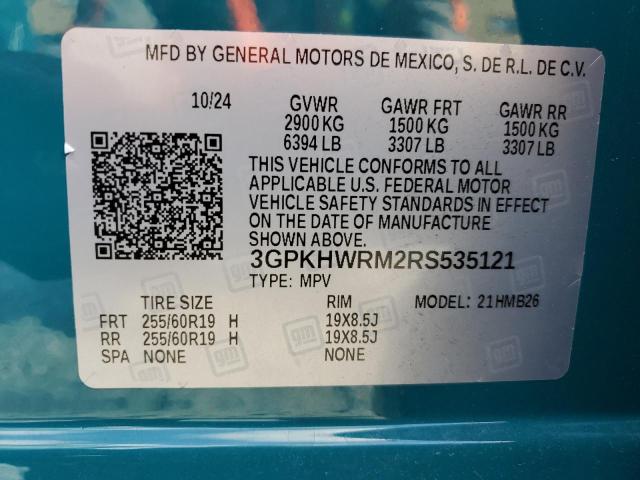 MFD BY GENERAL MOTORS DE MEXICO, S. DE R.L. DE C.V.
10/24 GVWR GAWR FRT GAWR RR
2900 KG 1500 KG 1500 KG
6394 LB 3307 LB 3307 LB
THIS VEHICLE CONFORMS TO ALL
APPLICABLE U.S. FEDERAL MOTOR
VEHICLE SAFETY STANDARDS IN EFFECT
ON THE DATE OF MANUFACTURE
SHOWN ABOVE.
3GPKHWRM2RS535121
TYPE: MPV
TIRE SIZE RIM MODEL: 21HMB26
FRT 255/60R19 H 19X8.5J
RR 255/60R19 H 19X8.5J
SPA NONE NONE